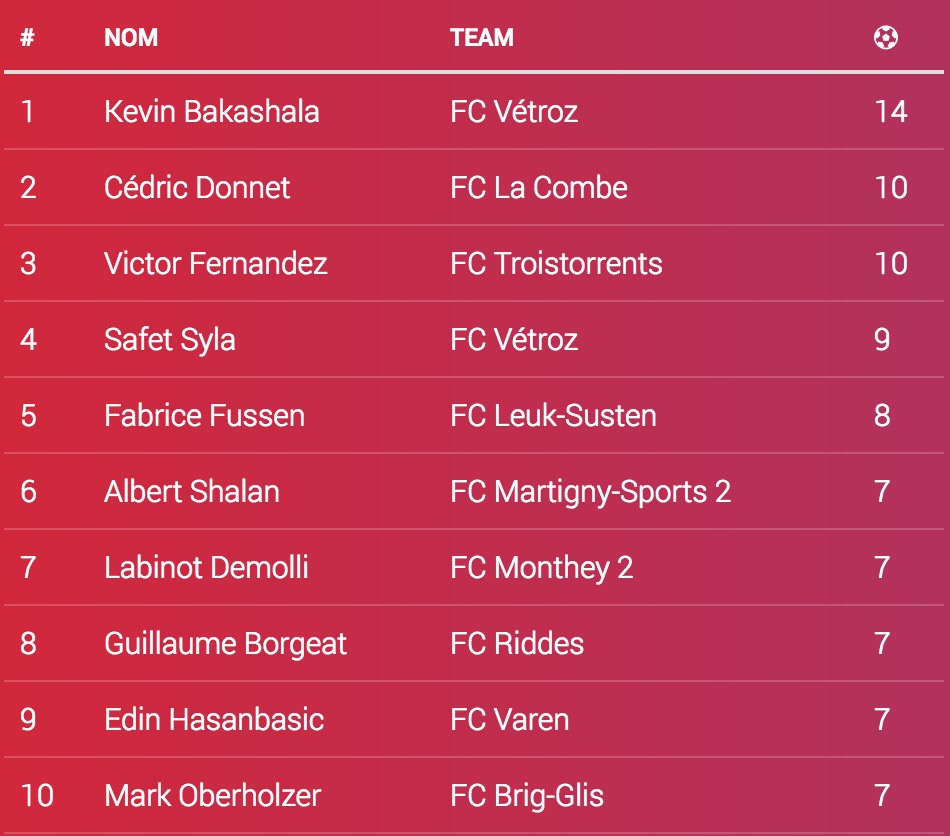 # NOM TEAM
1 Kevin Bakashala FC Vétroz 14
2 Cédric Donnet FC La Combe 10
3 Victor Fernandez FC Troistorrents 10
4 Safet Syla FC Vétroz 9
5 Fabrice Fussen FC Leuk-Susten 8
6 Albert Shalan FC Martigny-Sports 2 7
7 Labinot Demolli FC Monthey 2 7
8 Guillaume Borgeat FC Riddes 7
9 Edin Hasanbasic FC Varen 7
10 Mark Oberholzer FC Brig-Glis 7